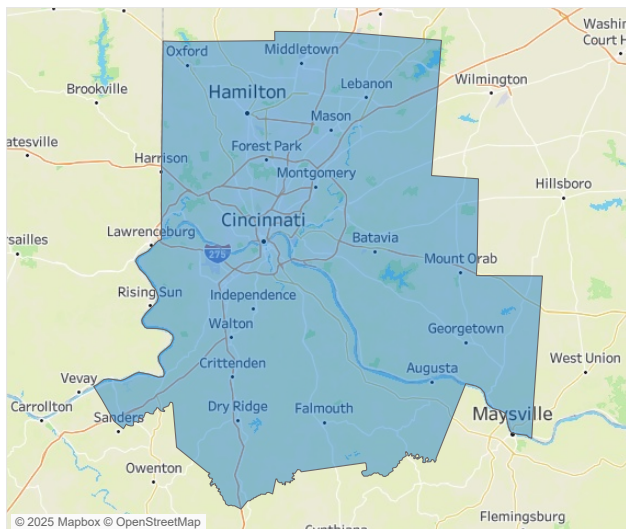 Oxford
Middletown
Washin
Court H
Brookville
Hamilton
Lebanon
Wilmington
Mason
atesville
Harrison
Forest Park
Montgomery
Hillsboro
Cincinnati
Lawrenceburg
ersailles
275
Batavia
Mount Orab
Rising Sun
Independence
Walton
Georgetown
West Union
Vevay
Crittenden
Augusta
Carrollton
Sanders
Dry Ridge
Falmouth
Maysville
Owenton
Flemingsburg
© 2025 Mapbox © OpenStreetMap